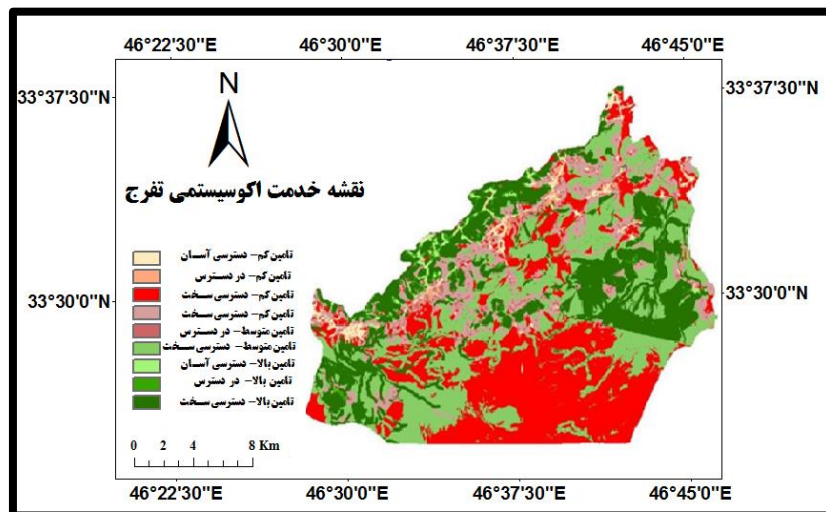 46°22'30"E 46°30'0"E 46°37'30"E 46°45'0"E
33°37'30"N 33°37'30"N
N
نقشه خدمت اکوسیستمی تفرج
تامین کم- دسترسی آسان
تامین کم- در دسترس
تامین کم- دسترسی سخت
33°30'0"N 33°30'0"N
تامین کم- دسترسی سخت
تامین متوسط- در دسترس
تامین متوسط- دسترسی سخت
تامین بالا- دسترسی آسان
تامین بالا- در دسترس
تامین بالا- دسترسی سخت
0 2 4 8 Km
46°22'30"E 46°30'0"E 46°37'30"E 46°45'0"E